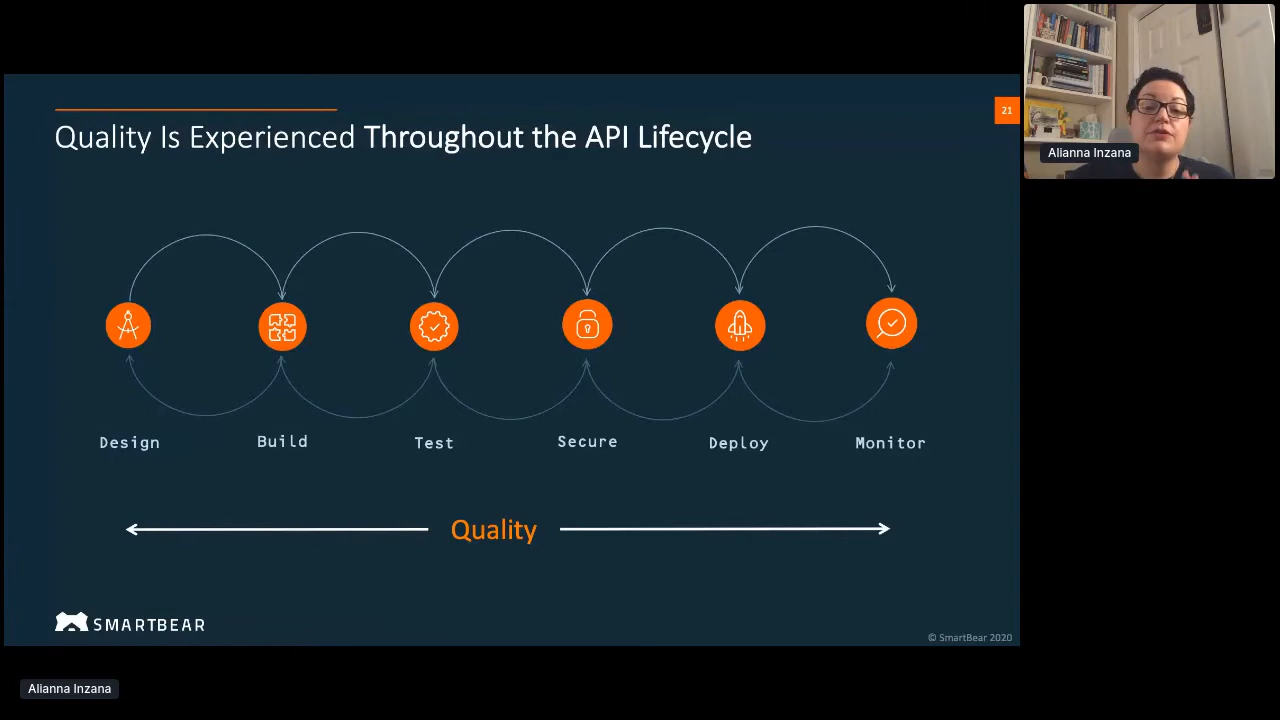 Quality Is Experienced Throughout the API Lifecycle
21
Alianna Inzana
Design Build Test Secure Deploy Monitor
Quality
SMARTBEAR
© SmartBear 2020
Alianna Inzana